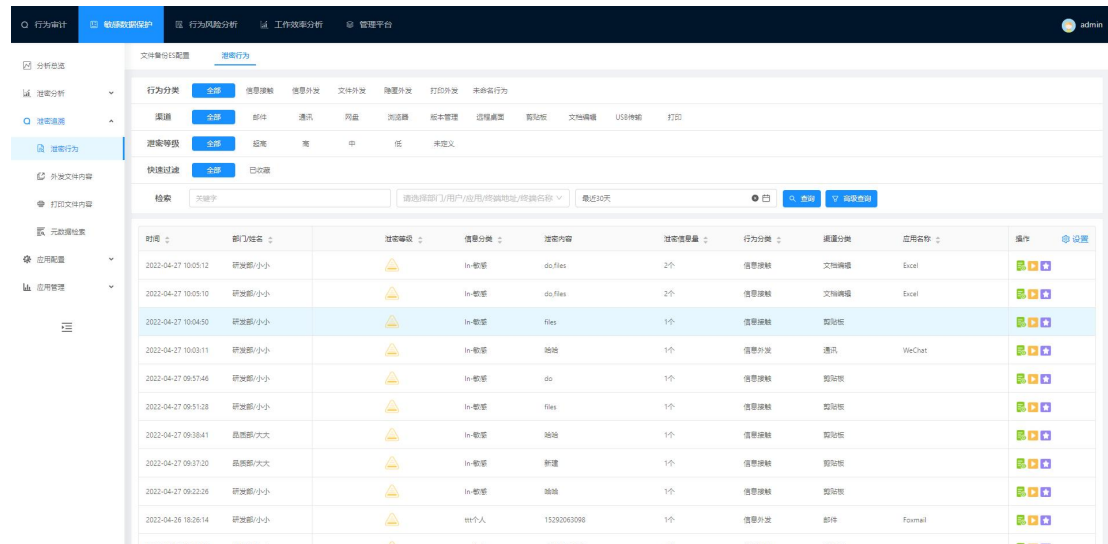 行为审计 敏感数据保护 行为风险分析 工作效率分析 管理平台 admin
文件备份ES配置 泄密行为
分析总览
泄密分析
泄密追溯
泄密行为
外发文件内容
打印文件内容
元数据检索
应用配置
应用管理
行为分类 全部 信息接触 信息外发 文件外发 隐匿外发 打印外发 未命名行为
渠道 全部 邮件 通讯 网盘 浏览器 版本管理 远程桌面 剪贴板 文档编辑 USB传输 打印
泄密等级 全部 超高 高 中 低 未定义
快速过滤 全部 已收藏
检索 关键字 请选择部门/用户/应用/终端地址/终端名称 最近30天 查询 高级查询
时间 部门/姓名 泄密等级 信息分类 泄密内容 泄密信息量 行为分类 渠道分类 应用名称 操作 设置
2022-04-27 10:05:12 研发部/小小 In-敏感 do,files 2个 信息接触 文档编辑 Excel
2022-04-27 10:05:10 研发部/小小 In-敏感 do,files 2个 信息接触 文档编辑 Excel
2022-04-27 10:04:50 研发部/小小 In-敏感 files 1个 信息接触 剪贴板
2022-04-27 10:03:11 研发部/小小 In-敏感 哈哈 1个 信息外发 通讯 WeChat
2022-04-27 09:57:46 研发部/小小 In-敏感 do 1个 信息接触 剪贴板
2022-04-27 09:51:28 研发部/小小 In-敏感 files 1个 信息接触 剪贴板
2022-04-27 09:38:41 品质部/大大 In-敏感 哈哈 1个 信息接触 剪贴板
2022-04-27 09:37:20 品质部/大大 In-敏感 新建 1个 信息接触 剪贴板
2022-04-27 09:22:26 研发部/小小 In-敏感 哈哈 1个 信息接触 剪贴板
2022-04-26 18:26:14 研发部/小小 ttt个人 15292063098 1个 信息外发 邮件 Foxmail